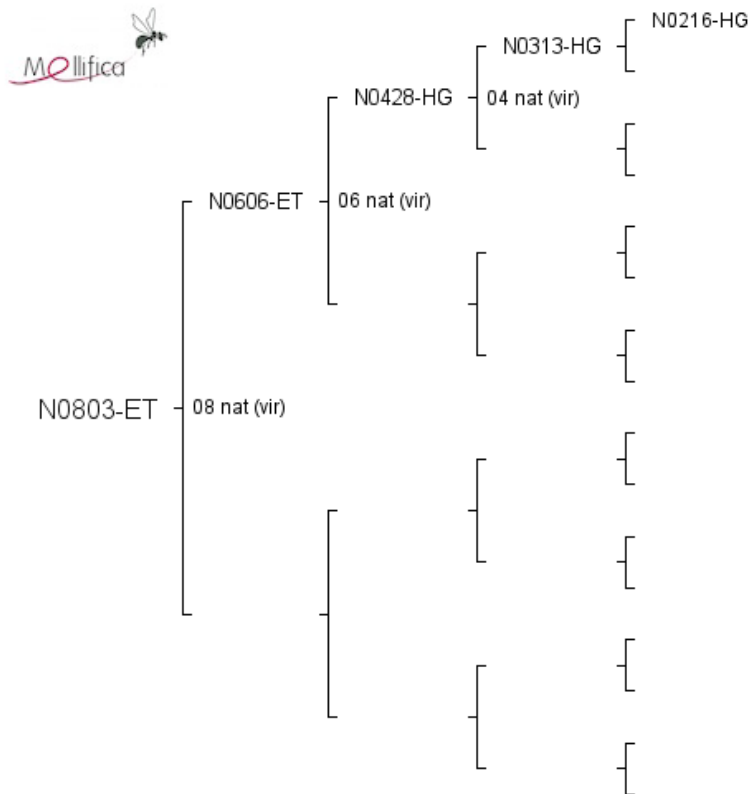 Mellifica
N0216-HG
N0313-HG
N0428-HG
04 nat (vir)
N0606-ET
06 nat (vir)
N0803-ET
08 nat (vir)